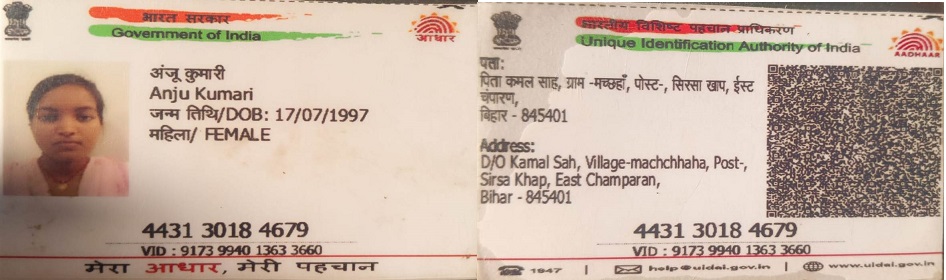 भारत सरकार
Government of India
आधार
अंजू कुमारी
Anju Kumari
जन्म तिथि/DOB: 17/07/1997
महिला/ FEMALE
4431 3018 4679
VID : 9173 9940 1363 3660
मेरा आधार, मेरी पहचान
भारतीय विशिष्ट पहचान प्राधिकरण
Unique Identification Authority of India
AADHAAR
पता:
पिता कमल साह, ग्राम -मच्छहाँ, पोस्ट-, सिरसा खाप, ईस्ट
चंपारण,
बिहार - 845401
Address:
D/O Kamal Sah, Village-machchhaha, Post-,
Sirsa Khap, East Champaran,
Bihar - 845401
4431 3018 4679
VID : 9173 9940 1363 3660
1947 | help@uidai.gov.in | www.uidai.gov.in